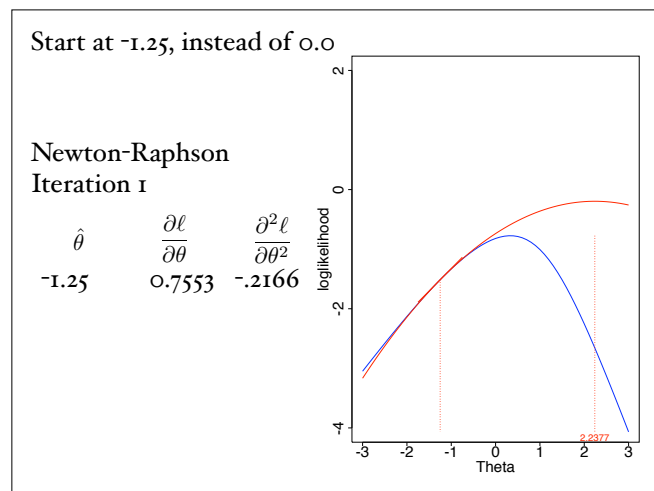 Start at -1.25, instead of 0.0
Newton-Raphson
Iteration 1
θ̂ ∂ℓ/∂θ ∂²ℓ/∂θ²
-1.25 0.7553 -.2166
loglikelihood
2
0
-2
-4
2.2377
-3 -2 -1 0 1 2 3
Theta